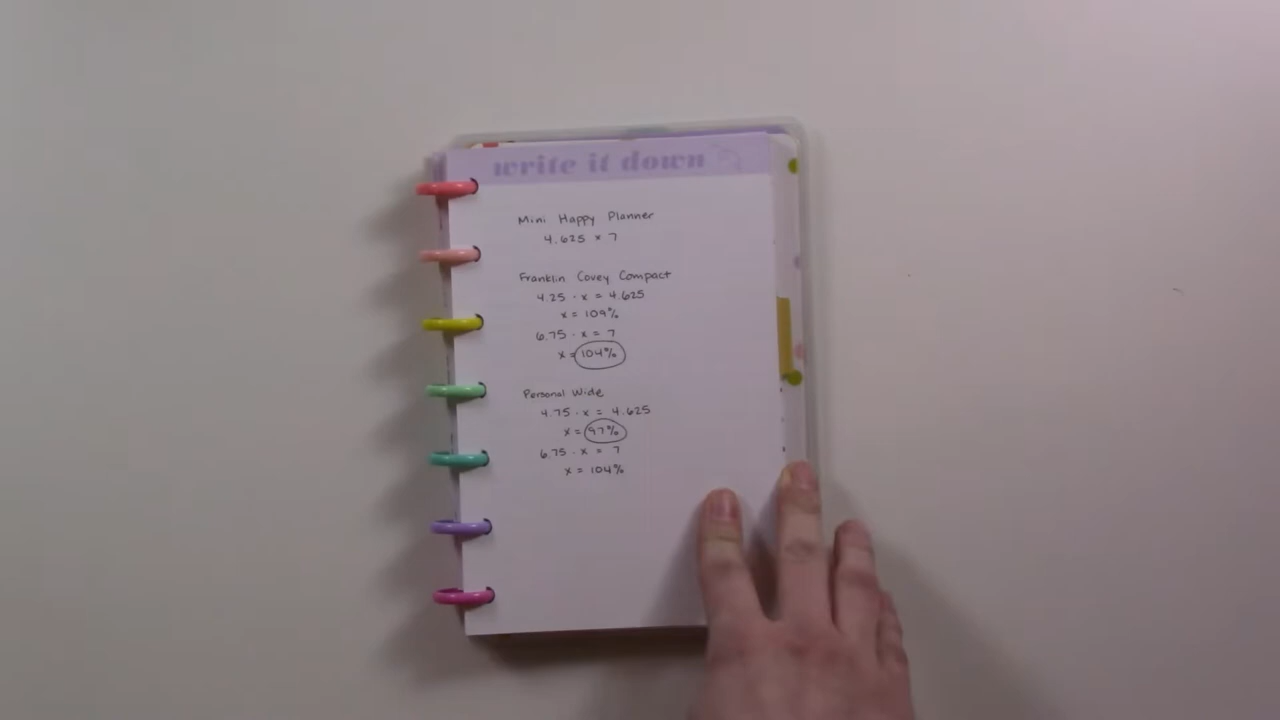 write it down
Mini Happy Planner
4.625 x 7
Franklin Covey Compact
4.25 · x = 4.625
x = 109%
6.75 · x = 7
x = 104%
Personal Wide
4.75 · x = 4.625
x = 97%
6.75 · x = 7
x = 104%